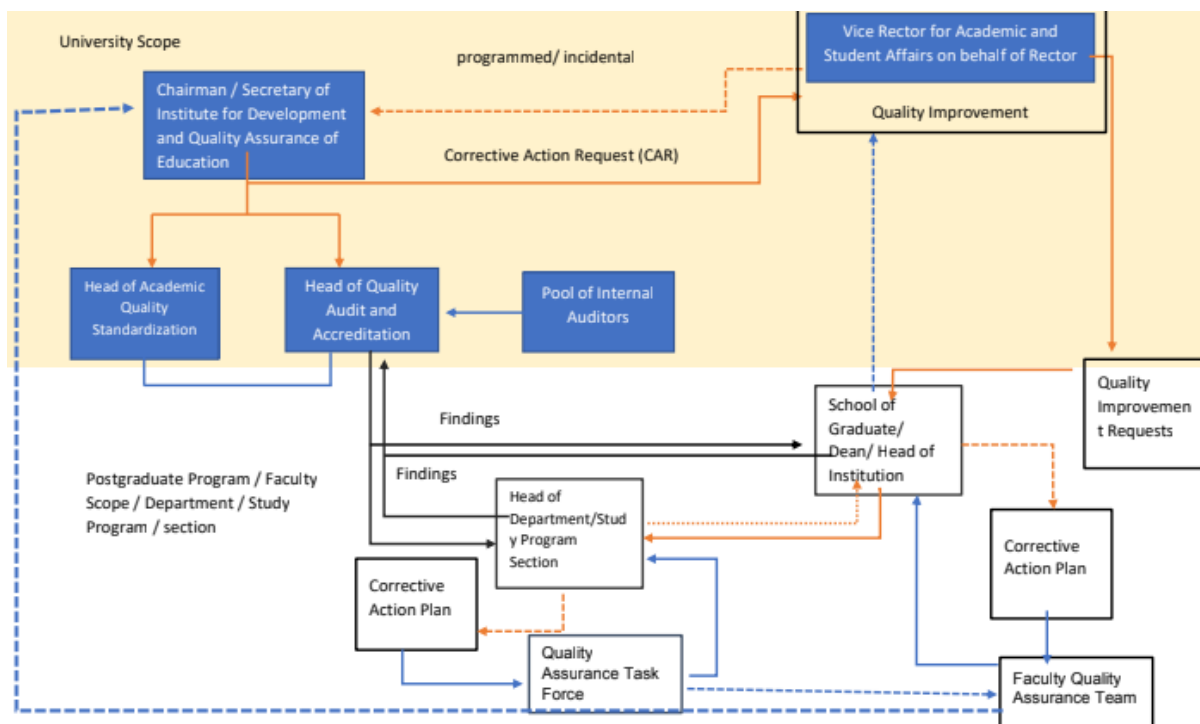 University Scope
programmed/ incidental
Vice Rector for Academic and
Student Affairs on behalf of Rector
Quality Improvement
Chairman / Secretary of
Institute for Development
and Quality Assurance of
Education
Corrective Action Request (CAR)
Head of Academic
Quality
Standardization
Head of Quality
Audit and
Accreditation
Pool of Internal
Auditors
Quality
Improvemen
t Requests
School of
Graduate/
Dean/ Head of
Institution
Findings
Findings
Postgraduate Program / Faculty
Scope / Department / Study
Program / section
Head of
Department/Stud
y Program
Section
Corrective
Action Plan
Corrective
Action Plan
Quality
Assurance Task
Force
Faculty Quality
Assurance Team